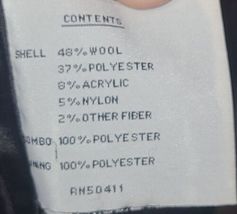 CONTENTS
SHELL 48% WOOL
37% POLYESTER
8% ACRYLIC
5% NYLON
2% OTHER FIBER
100% POLYESTER
100% POLYESTER
RN50411